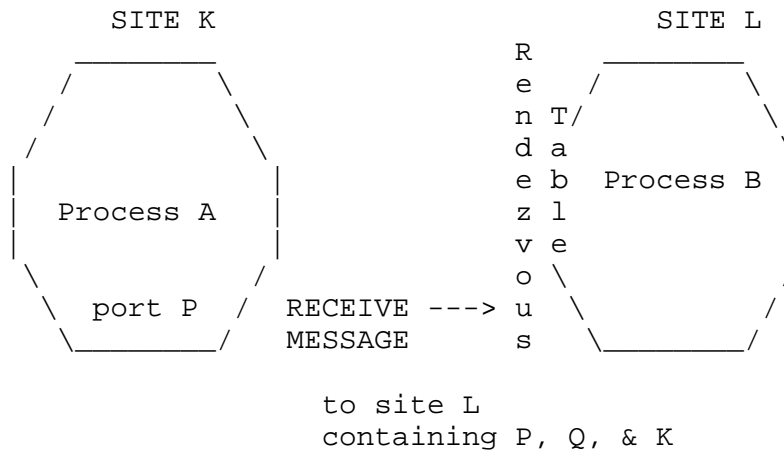 SITE K SITE L
Rendezvous
Table
Process A Process B
port P RECEIVE --->
MESSAGE
to site L
containing P, Q, & K